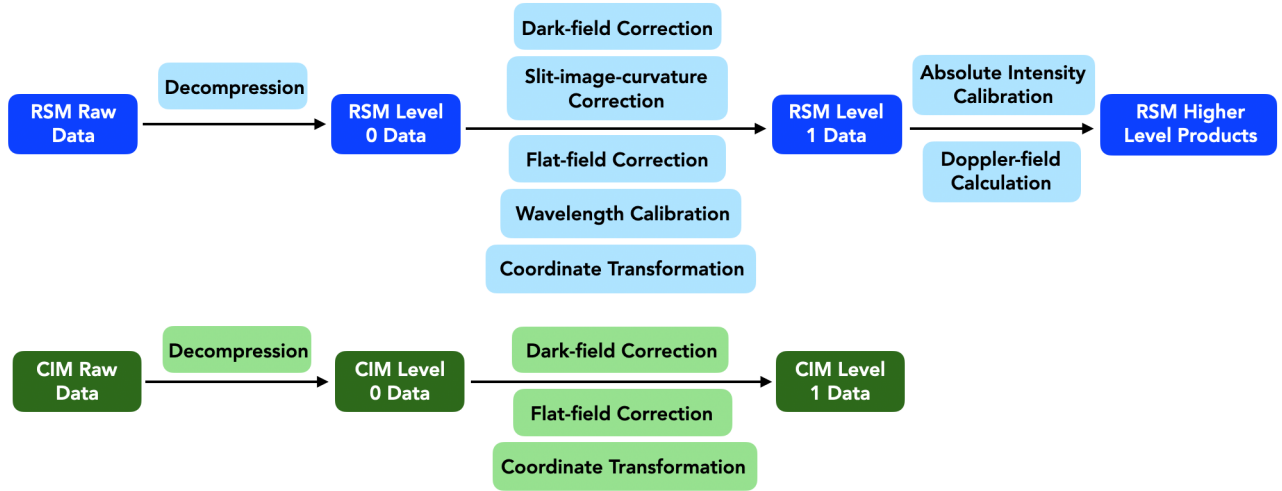 Dark-field Correction
Decompression
Slit-image-curvature
Correction
Absolute Intensity
Calibration
RSM Raw
Data
RSM Level
0 Data
RSM Level
1 Data
RSM Higher
Level Products
Flat-field Correction
Doppler-field
Calculation
Wavelength Calibration
Coordinate Transformation
Decompression
Dark-field Correction
CIM Raw
Data
CIM Level
0 Data
CIM Level
1 Data
Flat-field Correction
Coordinate Transformation